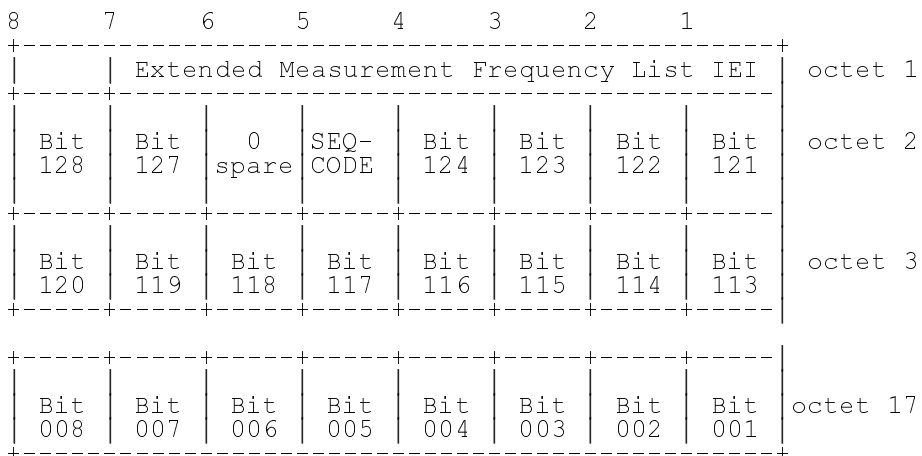 8 7 6 5 4 3 2 1
Extended Measurement Frequency List IEI octet 1
Bit Bit 0 SEQ- Bit Bit Bit Bit octet 2
128 127 spare CODE 124 123 122 121
Bit Bit Bit Bit Bit Bit Bit Bit octet 3
120 119 118 117 116 115 114 113
Bit Bit Bit Bit Bit Bit Bit Bit octet 17
008 007 006 005 004 003 002 001